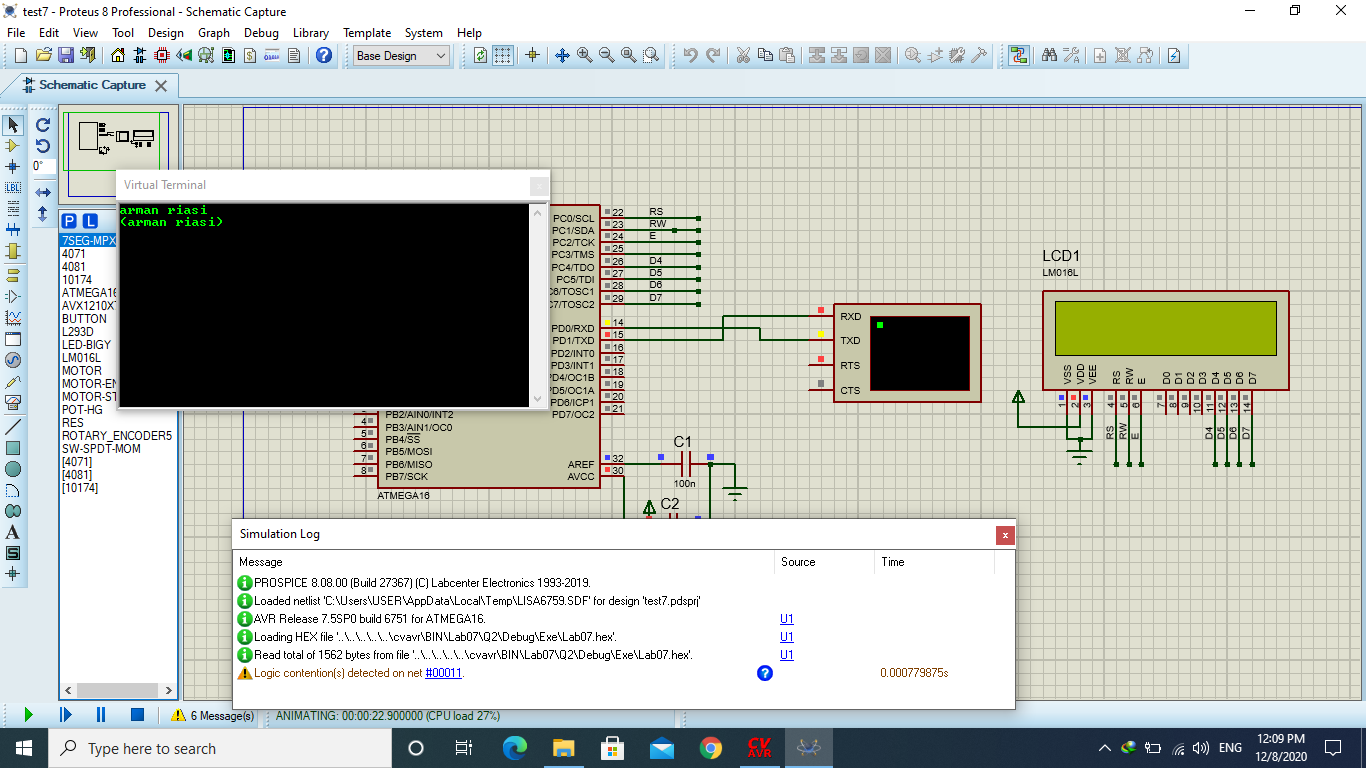 test7 - Proteus 8 Professional - Schematic Capture
File Edit View Tool Design Graph Debug Library Template System Help
Base Design
Schematic Capture
0°
LBL
P L
7SEG-MPX
4071
4081
10174
ATMEGA16
AVX1210X7
BUTTON
L293D
LED-BIGY
LM016L
MOTOR
MOTOR-EN
MOTOR-ST
POT-HG
RES
ROTARY_ENCODER5
SW-SPDT-MOM
[4071]
[4081]
[10174]
Virtual Terminal
arman riasi
(arman riasi)
PC0/SCL 22 RS
PC1/SDA 23 RW
PC2/TCK 24 E
PC3/TMS 25
PC4/TDO 26 D4
PC5/TDI 27 D5
C6/TOSC1 28 D6
C7/TOSC2 29 D7
PD0/RXD 14
PD1/TXD 15
PD2/INT0 16
PD3/INT1 17
PD4/OC1B 18
PD5/OC1A 19
PD6/ICP1 20
PD7/OC2 21
PB2/AIN0/INT2
4 PB3/AIN1/OC0
5 PB4/SS
6 PB5/MOSI
7 PB6/MISO
8 PB7/SCK
AREF 32
AVCC 30
ATMEGA16
C1
100n
C2
RXD
TXD
RTS
CTS
LCD1
LM016L
VSS VDD VEE RS RW E D0 D1 D2 D3 D4 D5 D6 D7
1 2 3 4 5 6 7 8 9 10 11 12 13 14
RS RW E D4 D5 D6 D7
Simulation Log
x
Message Source Time
PROSPICE 8.08.00 (Build 27367) (C) Labcenter Electronics 1993-2019.
Loaded netlist 'C:\Users\USER\AppData\Local\Temp\LISA6759.SDF' for design 'test7.pdsprj'
AVR Release 7.5SP0 build 6751 for ATMEGA16. U1
Loading HEX file '..\..\..\..\..\cvavr\BIN\Lab07\Q2\Debug\Exe\Lab07.hex'. U1
Read total of 1562 bytes from file '..\..\..\..\..\cvavr\BIN\Lab07\Q2\Debug\Exe\Lab07.hex'. U1
Logic contention(s) detected on net #00011. 0.000779875s
6 Message(s) ANIMATING: 00:00:22.900000 (CPU load 27%)
Type here to search
CV
AVR
ENG
12:09 PM
12/8/2020